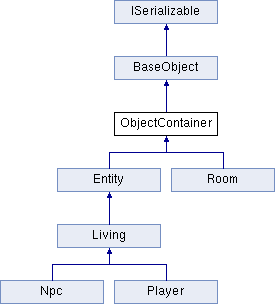 ISerializable
BaseObject
ObjectContainer
Entity
Room
Living
Npc
Player